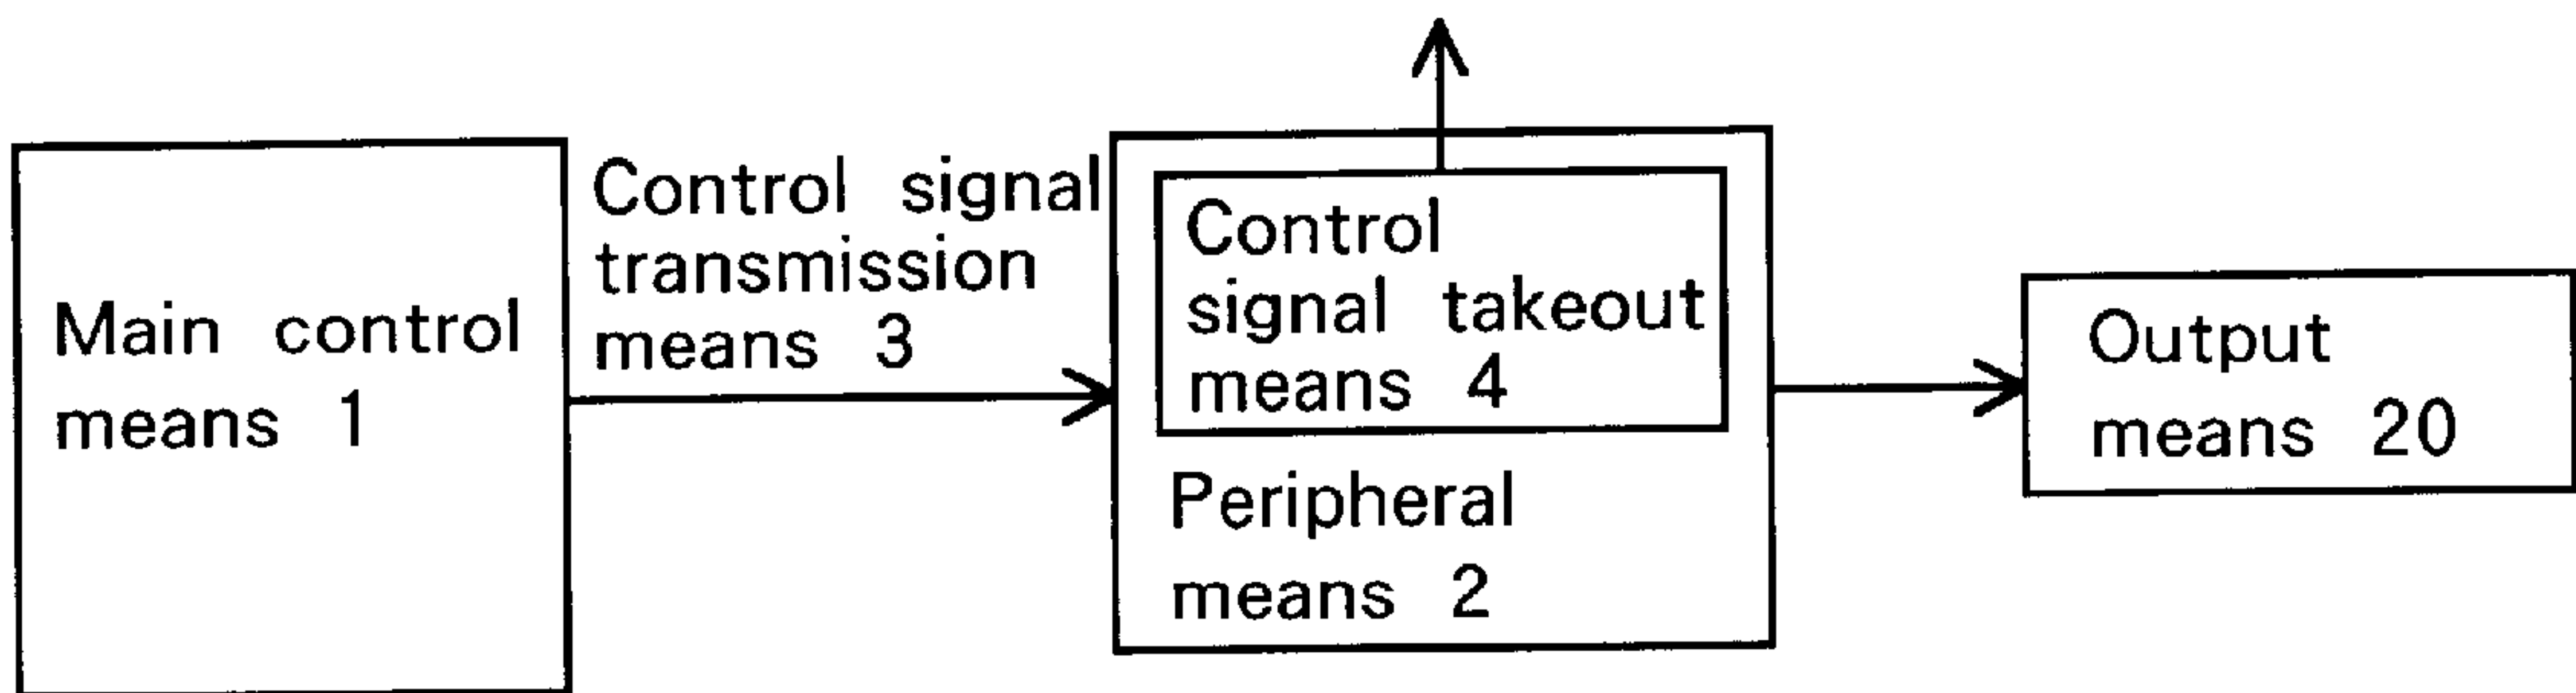 Main control
means 1
Control signal
transmission
means 3
Control
signal takeout
means 4
Peripheral
means 2
Output
means 20